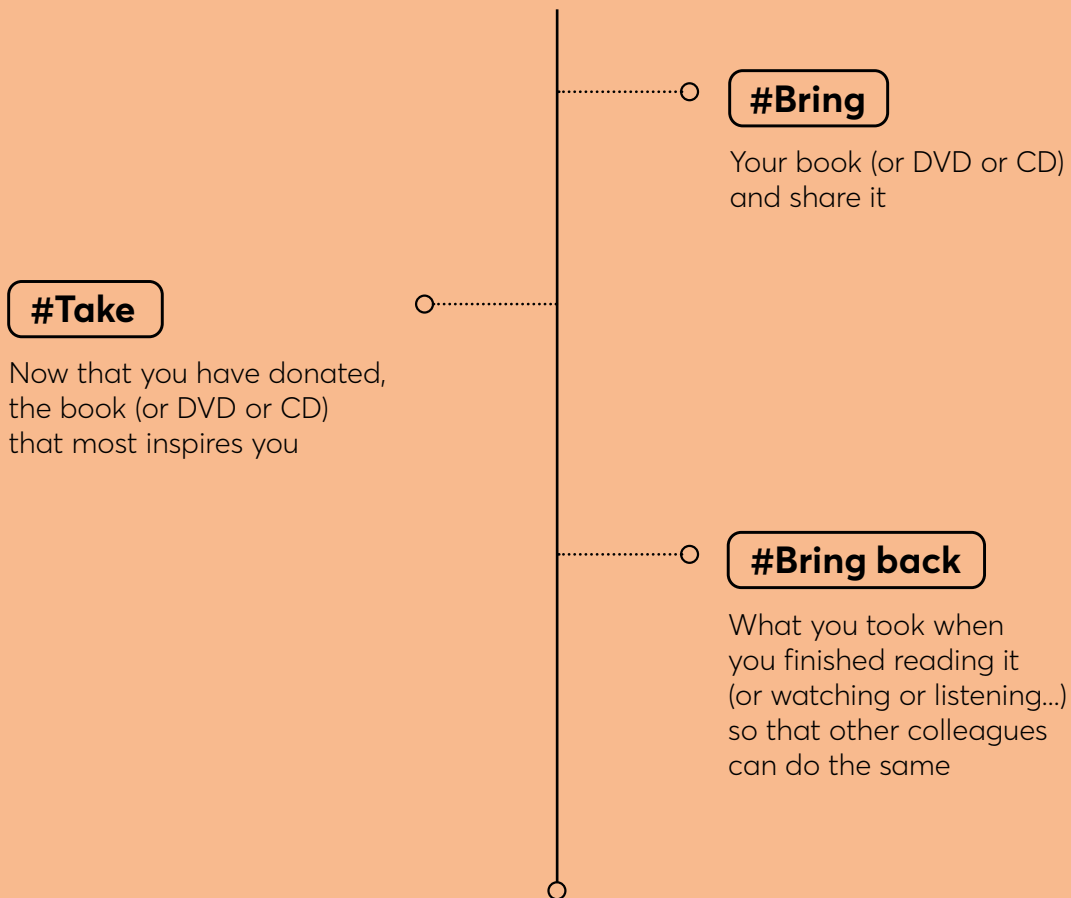 #Bring
Your book (or DVD or CD)
and share it
#Take
Now that you have donated,
the book (or DVD or CD)
that most inspires you
#Bring back
What you took when
you finished reading it
(or watching or listening...)
so that other colleagues
can do the same